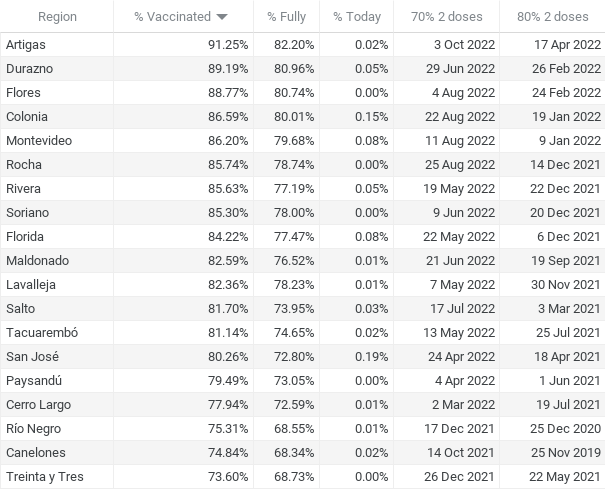 Region % Vaccinated % Fully % Today 70% 2 doses 80% 2 doses
Artigas 91.25% 82.20% 0.02% 3 Oct 2022 17 Apr 2022
Durazno 89.19% 80.96% 0.05% 29 Jun 2022 26 Feb 2022
Flores 88.77% 80.74% 0.00% 4 Aug 2022 24 Feb 2022
Colonia 86.59% 80.01% 0.15% 22 Aug 2022 19 Jan 2022
Montevideo 86.20% 79.68% 0.08% 11 Aug 2022 9 Jan 2022
Rocha 85.74% 78.74% 0.00% 25 Aug 2022 14 Dec 2021
Rivera 85.63% 77.19% 0.05% 19 May 2022 22 Dec 2021
Soriano 85.30% 78.00% 0.00% 9 Jun 2022 20 Dec 2021
Florida 84.22% 77.47% 0.08% 22 May 2022 6 Dec 2021
Maldonado 82.59% 76.52% 0.01% 21 Jun 2022 19 Sep 2021
Lavalleja 82.36% 78.23% 0.01% 7 May 2022 30 Nov 2021
Salto 81.70% 73.95% 0.03% 17 Jul 2022 3 Mar 2021
Tacuarembó 81.14% 74.65% 0.02% 13 May 2022 25 Jul 2021
San José 80.26% 72.80% 0.19% 24 Apr 2022 18 Apr 2021
Paysandú 79.49% 73.05% 0.00% 4 Apr 2022 1 Jun 2021
Cerro Largo 77.94% 72.59% 0.01% 2 Mar 2022 19 Jul 2021
Río Negro 75.31% 68.55% 0.01% 17 Dec 2021 25 Dec 2020
Canelones 74.84% 68.34% 0.02% 14 Oct 2021 25 Nov 2019
Treinta y Tres 73.60% 68.73% 0.00% 26 Dec 2021 22 May 2021